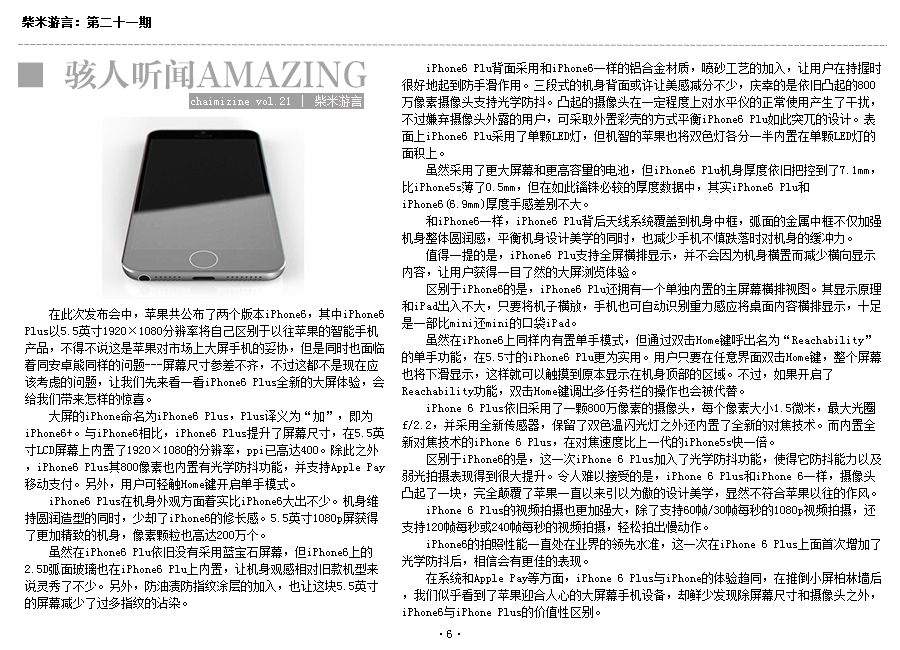 柴米游言：第二十一期
骇人听闻AMAZING
chaimizine vol.21 | 柴米游言
在此次发布会中，苹果共公布了两个版本iPhone6，其中iPhone6
Plus以5.5英寸1920×1080分辨率将自己区别于以往苹果的智能手机
产品，不得不说这是苹果对市场上大屏手机的妥协，但是同时也面临
着同安卓熊同样的问题---屏幕尺寸参差不齐，不过这都不是现在应
该考虑的问题，让我们先来看一看iPhone6 Plus全新的大屏体验，会
给我们带来怎样的惊喜。
大屏的iPhone命名为iPhone6 Plus，Plus译义为“加”，即为
iPhone6+。与iPhone6相比，iPhone6 Plus提升了屏幕尺寸，在5.5英
寸LCD屏幕上内置了1920×1080的分辨率，ppi已高达400。除此之外
，iPhone6 Plus其800像素也内置有光学防抖功能，并支持Apple Pay
移动支付。另外，用户可轻触Home键开启单手模式。
iPhone6 Plus在机身外观方面着实比iPhone6大出不少。机身维
持圆润造型的同时，少却了iPhone6的修长感。5.5英寸1080p屏获得
了更加精致的机身，像素颗粒也高达200万个。
虽然在iPhone6 Plu依旧没有采用蓝宝石屏幕，但iPhone6上的
2.5D弧面玻璃也在iPhone6 Plu上内置，让机身观感相对旧款机型来
说灵秀了不少。另外，防油渍防指纹涂层的加入，也让这块5.5英寸
的屏幕减少了过多指纹的沾染。
iPhone6 Plu背面采用和iPhone6一样的铝合金材质，喷砂工艺的加入，让用户在持握时
很好地起到防手滑作用。三段式的机身背面或许让美感减分不少，庆幸的是依旧凸起的800
万像素摄像头支持光学防抖。凸起的摄像头在一定程度上对水平仪的正常使用产生了干扰，
不过嫌弃摄像头外露的用户，可采取外置彩壳的方式平衡iPhone6 Plu如此突兀的设计。表
面上iPhone6 Plu采用了单颗LED灯，但机智的苹果也将双色灯各分一半内置在单颗LED灯的
面积上。
虽然采用了更大屏幕和更高容量的电池，但iPhone6 Plu机身厚度依旧把控到了7.1mm，
比iPhone5s薄了0.5mm，但在如此锱铢必较的厚度数据中，其实iPhone6 Plu和
iPhone6(6.9mm)厚度手感差别不大。
和iPhone6一样，iPhone6 Plu背后天线系统覆盖到机身中框，弧面的金属中框不仅加强
机身整体圆润感，平衡机身设计美学的同时，也减少手机不慎跌落时对机身的缓冲力。
值得一提的是，iPhone6 Plu支持全屏横排显示，并不会因为机身横置而减少横向显示
内容，让用户获得一目了然的大屏浏览体验。
区别于iPhone6的是，iPhone6 Plu还拥有一个单独内置的主屏幕横排视图。其显示原理
和iPad出入不大，只要将机子横放，手机也可自动识别重力感应将桌面内容横排显示，十足
是一部比mini还mini的口袋iPad。
虽然在iPhone6上同样内有置单手模式，但通过双击Home键呼出名为“Reachability”
的单手功能，在5.5寸的iPhone6 Plu更为实用。用户只要在任意界面双击Home键，整个屏幕
也将下滑显示，这样就可以触摸到原本显示在机身顶部的区域。不过，如果开启了
Reachability功能，双击Home键调出多任务栏的操作也会被代替。
iPhone 6 Plus依旧采用了一颗800万像素的摄像头，每个像素大小1.5微米，最大光圈
f/2.2，并采用全新传感器，保留了双色温闪光灯之外还内置了全新的对焦技术。而内置全
新对焦技术的iPhone 6 Plus，在对焦速度比上一代的iPhone5s快一倍。
区别于iPhone6的是，这一次iPhone 6 Plus加入了光学防抖功能，使得它防抖能力以及
弱光拍摄表现得到很大提升。令人难以接受的是，iPhone 6 Plus和iPhone 6一样，摄像头
凸起了一块，完全颠覆了苹果一直以来引以为傲的设计美学，显然不符合苹果以往的作风。
iPhone 6 Plus的视频拍摄也更加强大，除了支持60帧/30帧每秒的1080p视频拍摄，还
支持120帧每秒或240帧每秒的视频拍摄，轻松拍出慢动作。
iPhone6的拍照性能一直处在业界的领先水准，这一次在iPhone 6 Plus上面首次增加了
光学防抖后，相信会有更佳的表现。
在系统和Apple Pay等方面，iPhone 6 Plus与iPhone的体验趋同，在推倒小屏柏林墙后
，我们似乎看到了苹果迎合人心的大屏幕手机设备，却鲜少发现除屏幕尺寸和摄像头之外，
iPhone6与iPhone Plus的价值性区别。
·6·